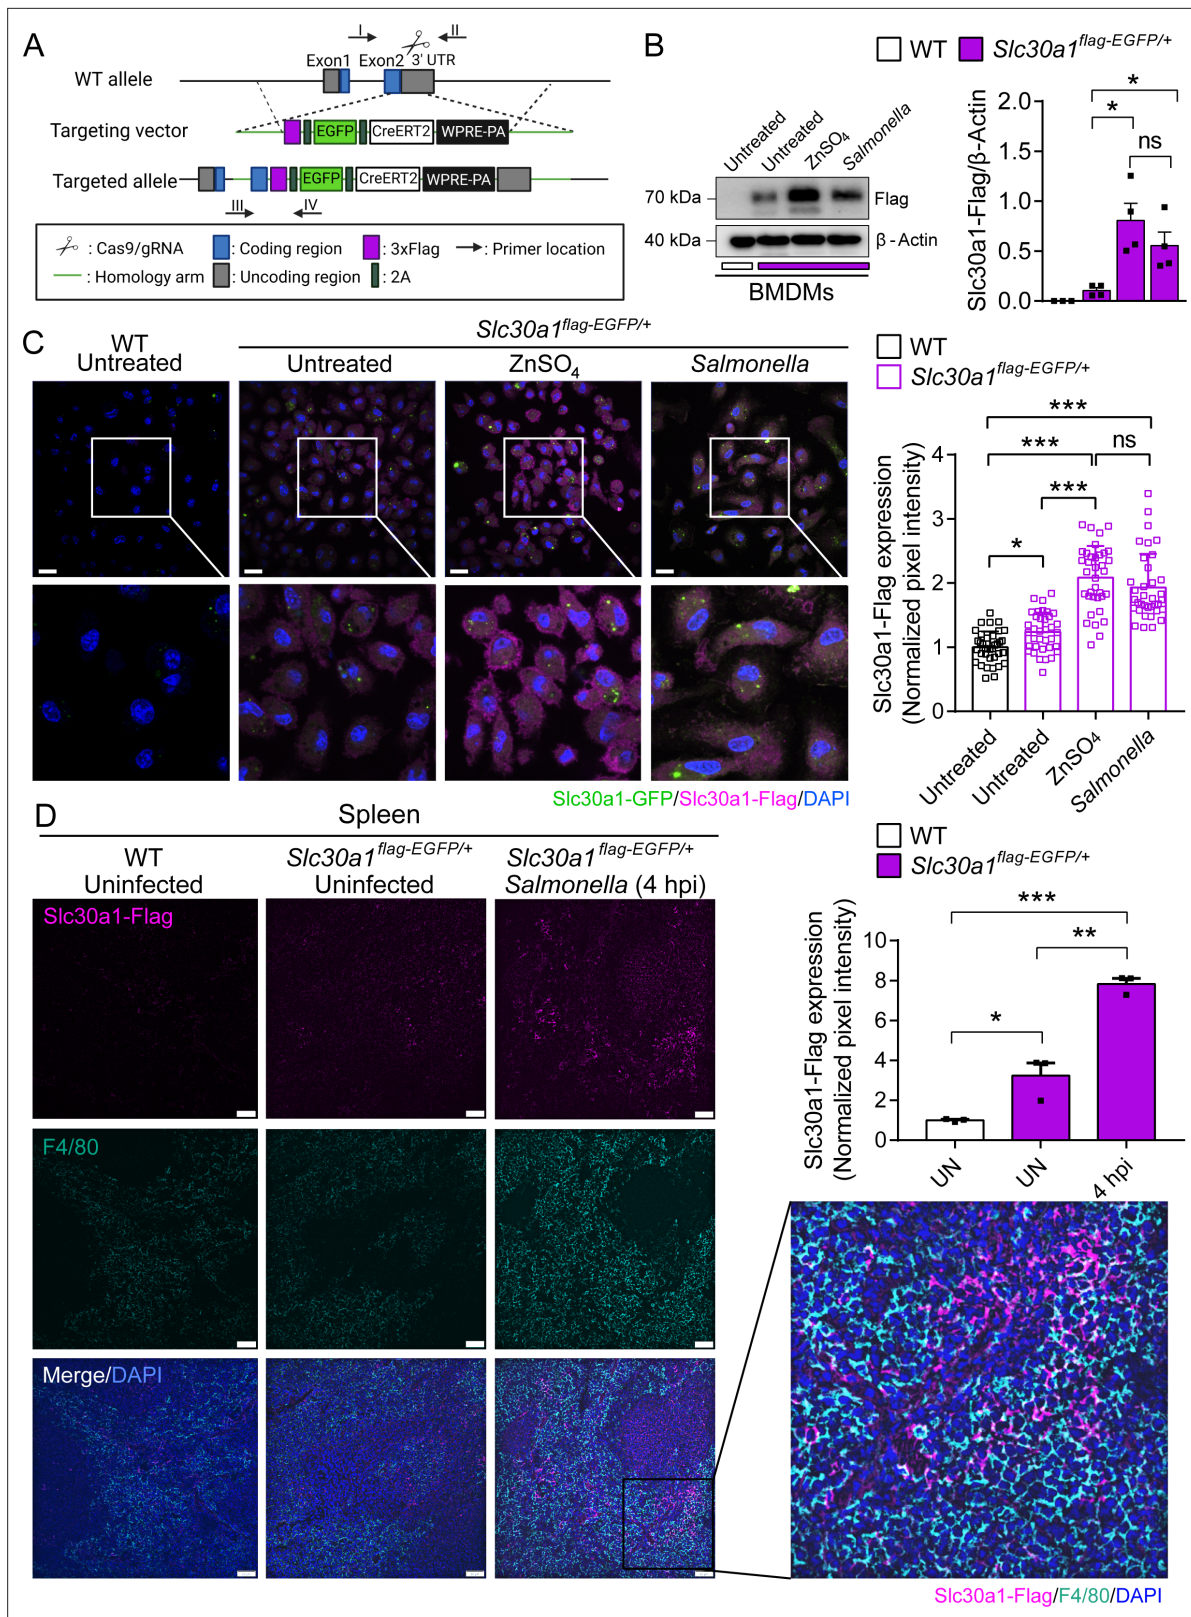 A
I
II
Exon1
Exon2
3' UTR
WT allele
Targeting vector
EGFP
CreERT2
WPRE-PA
Targeted allele
EGFP
CreERT2
WPRE-PA
III
IV
: Cas9/gRNA
: Coding region
: 3xFlag
: Primer location
: Homology arm
: Uncoding region
: 2A
B
WT
Slc30a1flag-EGFP/+
Untreated
Untreated
ZnSO4
Salmonella
70 kDa
Flag
40 kDa
β-Actin
BMDMs
Slc30a1-Flag/β-Actin
2.0
1.5
1.0
0.5
0.0
*
*
ns
C
WT
Untreated
Slc30a1flag-EGFP/+
Untreated
ZnSO4
Salmonella
Slc30a1-GFP/Slc30a1-Flag/DAPI
WT
Slc30a1flag-EGFP/+
Slc30a1-Flag expression
(Normalized pixel intensity)
4
3
2
1
0
***
***
ns
***
*
Untreated
Untreated
ZnSO4
Salmonella
D
Spleen
WT
Uninfected
Slc30a1flag-EGFP/+
Uninfected
Slc30a1flag-EGFP/+
Salmonella (4 hpi)
Slc30a1-Flag
F4/80
Merge/DAPI
WT
Slc30a1flag-EGFP/+
Slc30a1-Flag expression
(Normalized pixel intensity)
10
8
6
4
2
0
***
**
*
UN
UN
4 hpi
Slc30a1-Flag/F4/80/DAPI